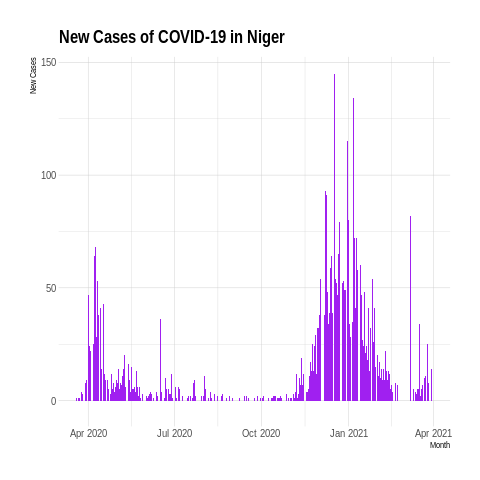 New Cases of COVID-19 in Niger
New Cases
150
100
50
0
Apr 2020 Jul 2020 Oct 2020 Jan 2021 Apr 2021
Month